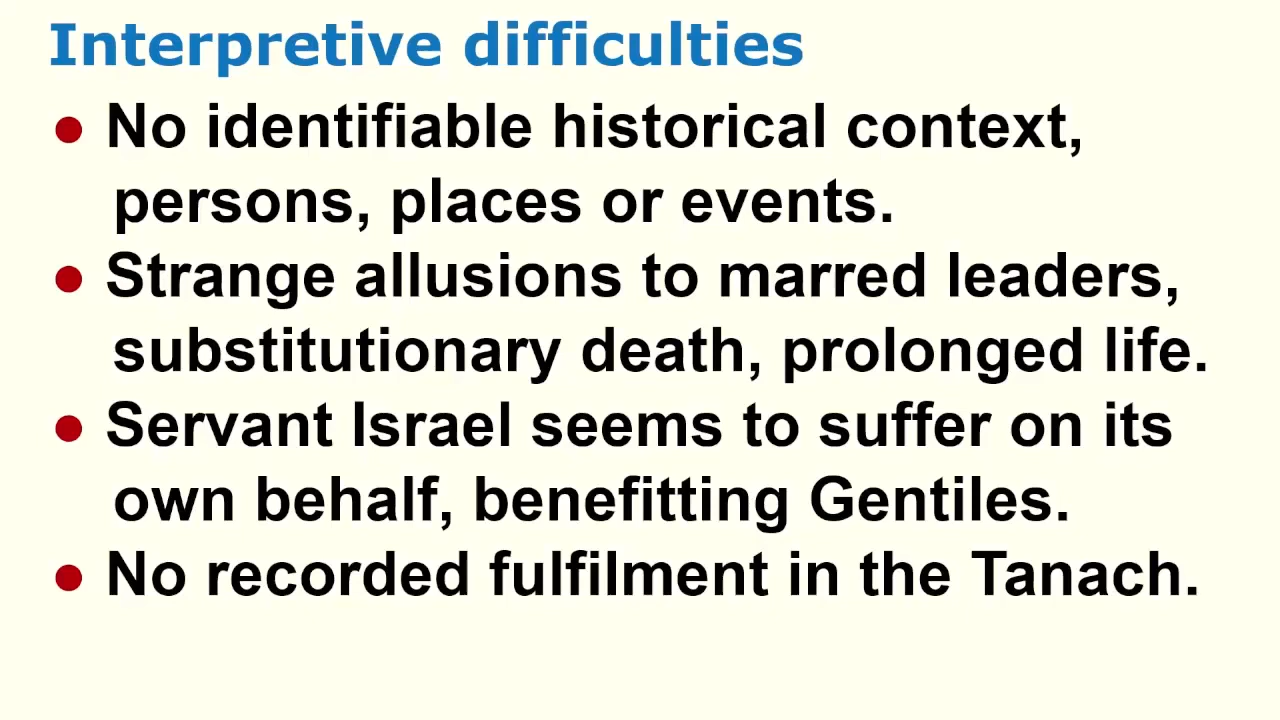 Interpretive difficulties
● No identifiable historical context,
persons, places or events.
● Strange allusions to marred leaders,
substitutionary death, prolonged life.
● Servant Israel seems to suffer on its
own behalf, benefitting Gentiles.
● No recorded fulfilment in the Tanach.